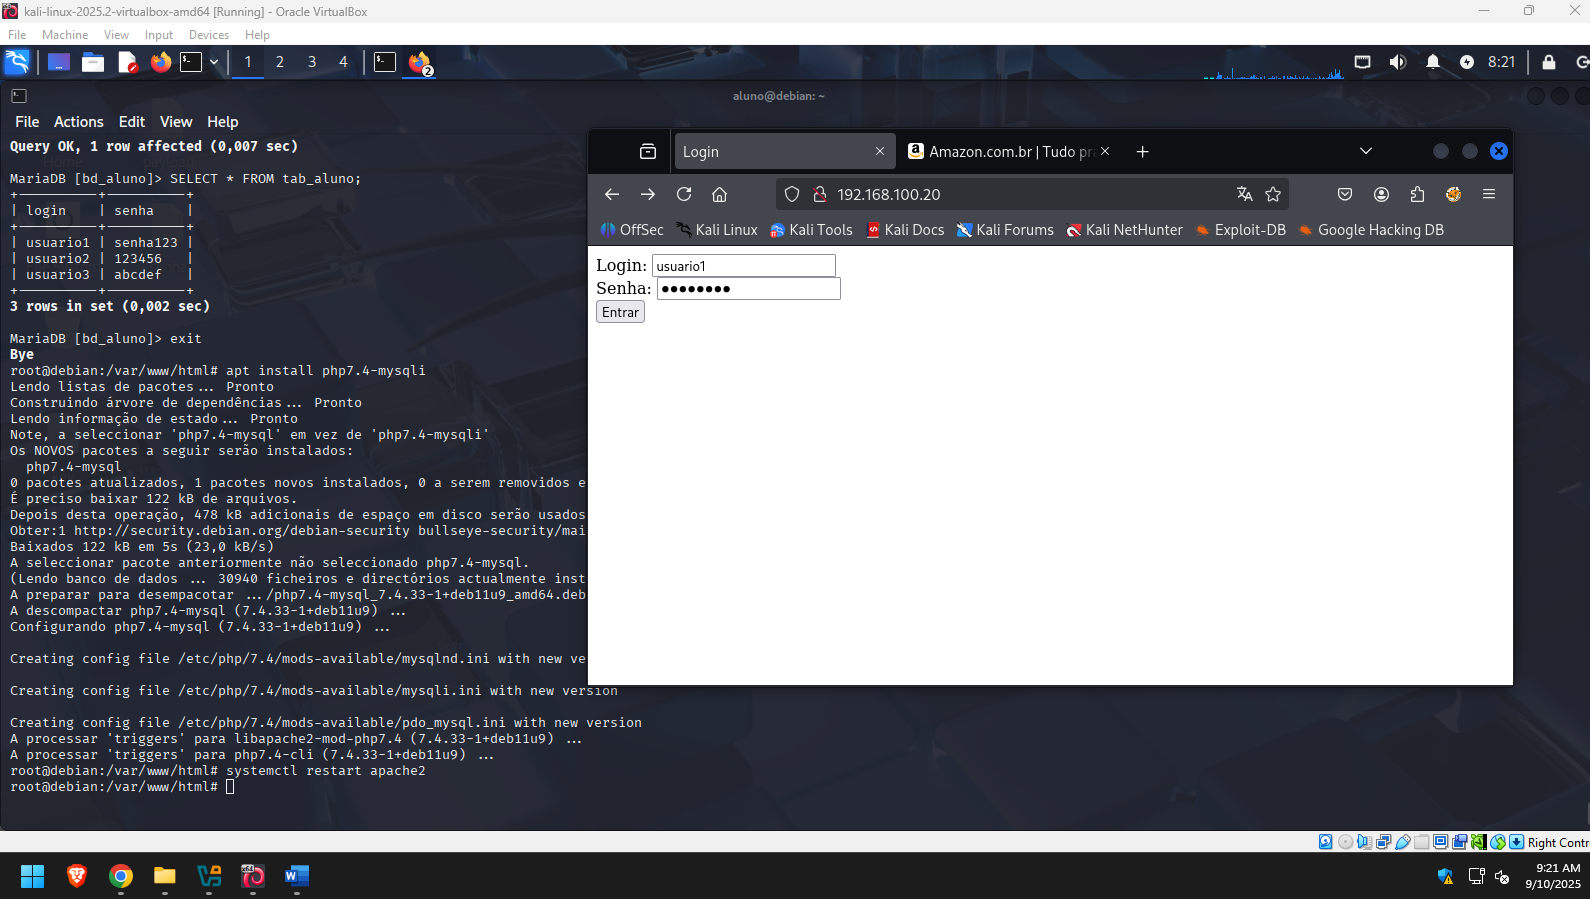 kali-linux-2025.2-virtualbox-amd64 [Running] - Oracle VirtualBox
File Machine View Input Devices Help
1 2 3 4 2 8:21
aluno@debian: ~
File Actions Edit View Help
Query OK, 1 row affected (0,007 sec)
MariaDB [bd_aluno]> SELECT * FROM tab_aluno;
+----------+----------+
| login | senha |
+----------+----------+
| usuario1 | senha123 |
| usuario2 | 123456 |
| usuario3 | abcdef |
+----------+----------+
3 rows in set (0,002 sec)
MariaDB [bd_aluno]> exit
Bye
root@debian:/var/www/html# apt install php7.4-mysqli
Lendo listas de pacotes... Pronto
Construindo árvore de dependências... Pronto
Lendo informação de estado... Pronto
Note, a seleccionar 'php7.4-mysql' em vez de 'php7.4-mysqli'
Os NOVOS pacotes a seguir serão instalados:
php7.4-mysql
0 pacotes atualizados, 1 pacotes novos instalados, 0 a serem removidos e
É preciso baixar 122 kB de arquivos.
Depois desta operação, 478 kB adicionais de espaço em disco serão usados
Obter:1 http://security.debian.org/debian-security bullseye-security/mai
Baixados 122 kB em 5s (23,0 kB/s)
A seleccionar pacote anteriormente não seleccionado php7.4-mysql.
(Lendo banco de dados ... 30940 ficheiros e directórios actualmente inst
A preparar para desempacotar .../php7.4-mysql_7.4.33-1+deb11u9_amd64.deb
A descompactar php7.4-mysql (7.4.33-1+deb11u9) ...
Configurando php7.4-mysql (7.4.33-1+deb11u9) ...
Creating config file /etc/php/7.4/mods-available/mysqlnd.ini with new ve
Creating config file /etc/php/7.4/mods-available/mysqli.ini with new version
Creating config file /etc/php/7.4/mods-available/pdo_mysql.ini with new version
A processar 'triggers' para libapache2-mod-php7.4 (7.4.33-1+deb11u9) ...
A processar 'triggers' para php7.4-cli (7.4.33-1+deb11u9) ...
root@debian:/var/www/html# systemctl restart apache2
root@debian:/var/www/html#
Login
Amazon.com.br | Tudo pr
192.168.100.20
OffSec Kali Linux Kali Tools Kali Docs Kali Forums Kali NetHunter Exploit-DB Google Hacking DB
Login: usuario1
Senha: ●●●●●●●●
Entrar
Right Contr
9:21 AM
9/10/2025